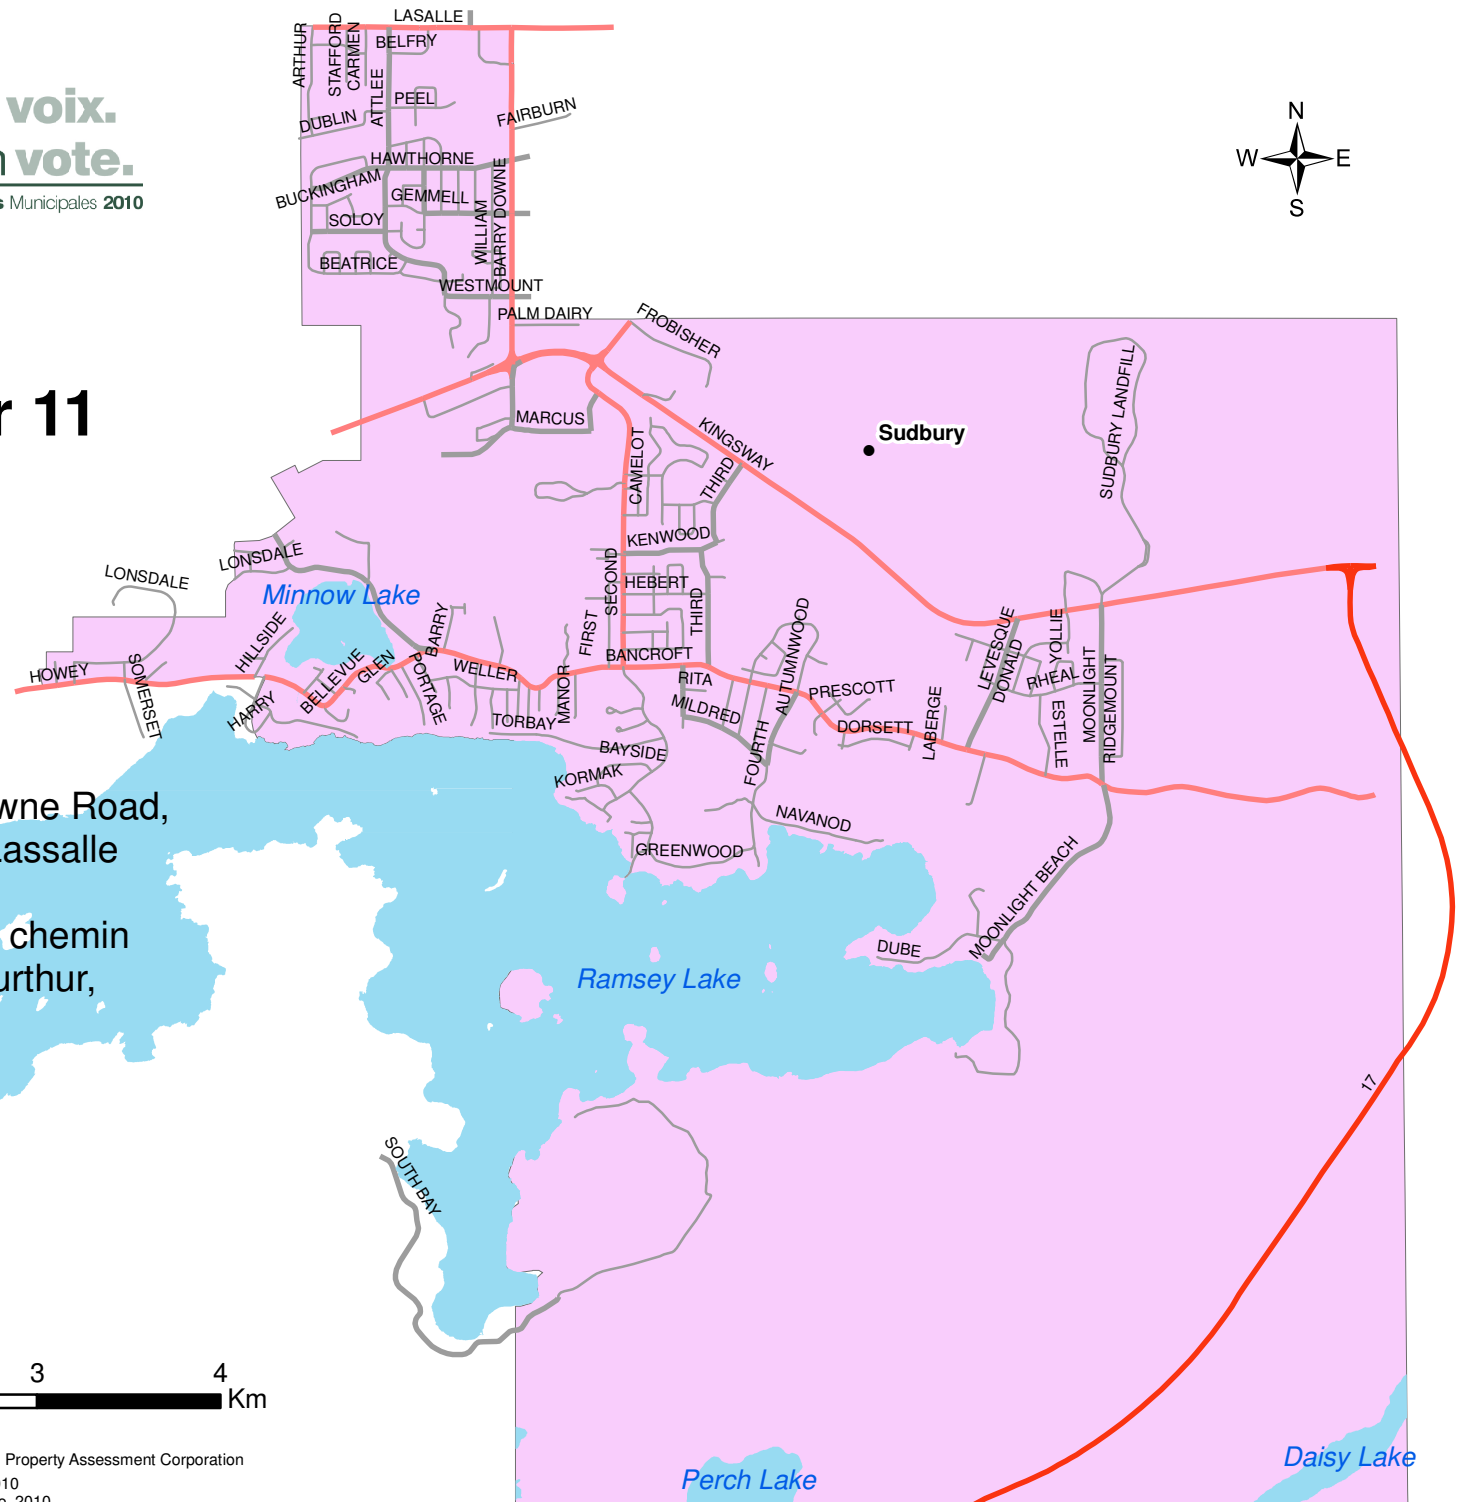 LASALLE
ARTHUR
STAFFORD
CARMEN
BELFRY
ATTLEE
PEEL
voix.
DUBLIN
FAIRBURN
N
vote.
W
E
HAWTHORNE
S
Municipales 2010
BUCKINGHAM
GEMMELL
SOLOY
WILLIAM
BARRY DOWNE
BEATRICE
WESTMOUNT
PALM DAIRY
FROBISHER
r 11
MARCUS
KINGSWAY
Sudbury
SUDBURY LANDFILL
CAMELOT
THIRD
KENWOOD
LONSDALE
LONSDALE
Minnow Lake
SECOND
HEBERT
THIRD
HILLSIDE
BARRY
FIRST
AUTUMNWOOD
LEVESQUE
DONALD
YOLLIE
HOWEY
SOMERSET
BELLEVUE
GLEN
PORTAGE
WELLER
MANOR
BANCROFT
RITA
PRESCOTT
RHEAL
MOONLIGHT
RIDGEMOUNT
HARRY
TORBAY
MILDRED
FOURTH
DORSETT
LABERGE
ESTELLE
BAYSIDE
KORMAK
wne Road,
NAVANOD
Lassalle
GREENWOOD
MOONLIGHT BEACH
chemin
DUBE
urthur,
Ramsey Lake
17
SOUTH BAY
3
4
Km
Property Assessment Corporation
Perch Lake
Daisy Lake
010
2010